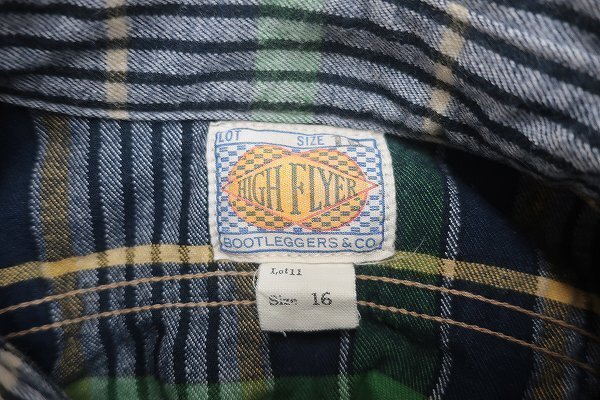 LOT SIZE
HIGH FLYER
BOOTLEGGERS & CO.
Lot11
Size 16